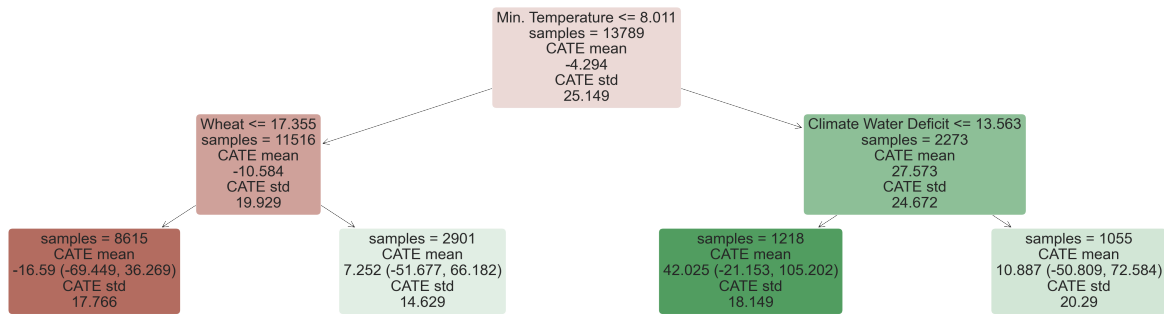 Min. Temperature <= 8.011
samples = 13789
CATE mean
-4.294
CATE std
25.149
Wheat <= 17.355
samples = 11516
CATE mean
-10.584
CATE std
19.929
Climate Water Deficit <= 13.563
samples = 2273
CATE mean
27.573
CATE std
24.672
samples = 8615
CATE mean
-16.59 (-69.449, 36.269)
CATE std
17.766
samples = 2901
CATE mean
7.252 (-51.677, 66.182)
CATE std
14.629
samples = 1218
CATE mean
42.025 (-21.153, 105.202)
CATE std
18.149
samples = 1055
CATE mean
10.887 (-50.809, 72.584)
CATE std
20.29